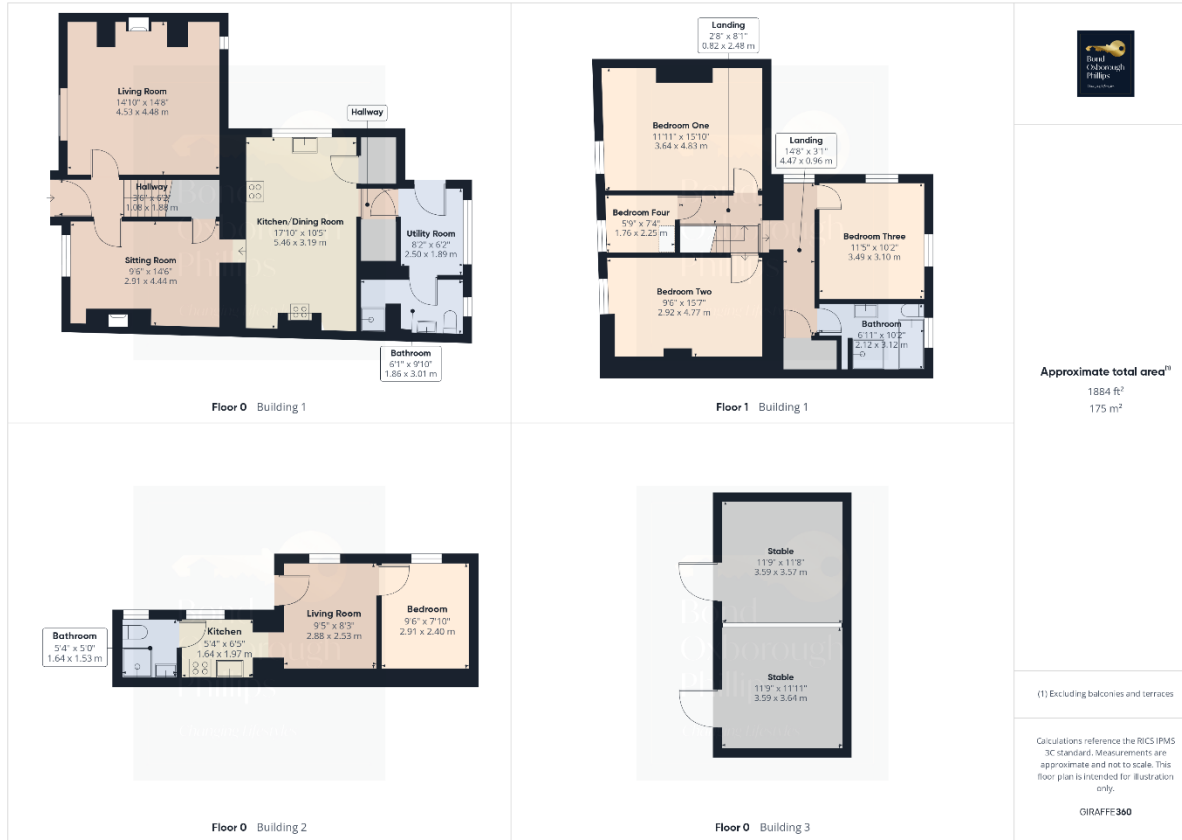 Living Room
14'10" x 14'8"
4.53 x 4.48 m
Hallway
Hallway
3'6" x 6'2"
1.08 x 1.88 m
Kitchen/Dining Room
17'10" x 10'5"
5.46 x 3.19 m
Utility Room
8'2" x 6'2"
2.50 x 1.89 m
Sitting Room
9'6" x 14'6"
2.91 x 4.44 m
Bathroom
6'1" x 9'10"
1.86 x 3.01 m
Floor 0 Building 1
Landing
2'8" x 8'1"
0.82 x 2.48 m
Bedroom One
11'11" x 15'10"
3.64 x 4.83 m
Landing
14'8" x 3'1"
4.47 x 0.96 m
Bedroom Four
5'9" x 7'4"
1.76 x 2.25 m
Bedroom Three
11'5" x 10'2"
3.49 x 3.10 m
Bedroom Two
9'6" x 15'7"
2.92 x 4.77 m
Bathroom
6'11" x 10'2"
2.12 x 3.12 m
Floor 1 Building 1
Bathroom
5'4" x 5'0"
1.64 x 1.53 m
Kitchen
5'4" x 6'5"
1.64 x 1.97 m
Living Room
9'5" x 8'3"
2.88 x 2.53 m
Bedroom
9'6" x 7'10"
2.91 x 2.40 m
Floor 0 Building 2
Stable
11'9" x 11'8"
3.59 x 3.57 m
Stable
11'9" x 11'11"
3.59 x 3.64 m
Floor 0 Building 3
Bond
Osborough
Phillips
Approximate total area(1)
1884 ft²
175 m²
(1) Excluding balconies and terraces
Calculations reference the RICS IPMS
3C standard. Measurements are
approximate and not to scale. This
floor plan is intended for illustration
only.
GIRAFFE360